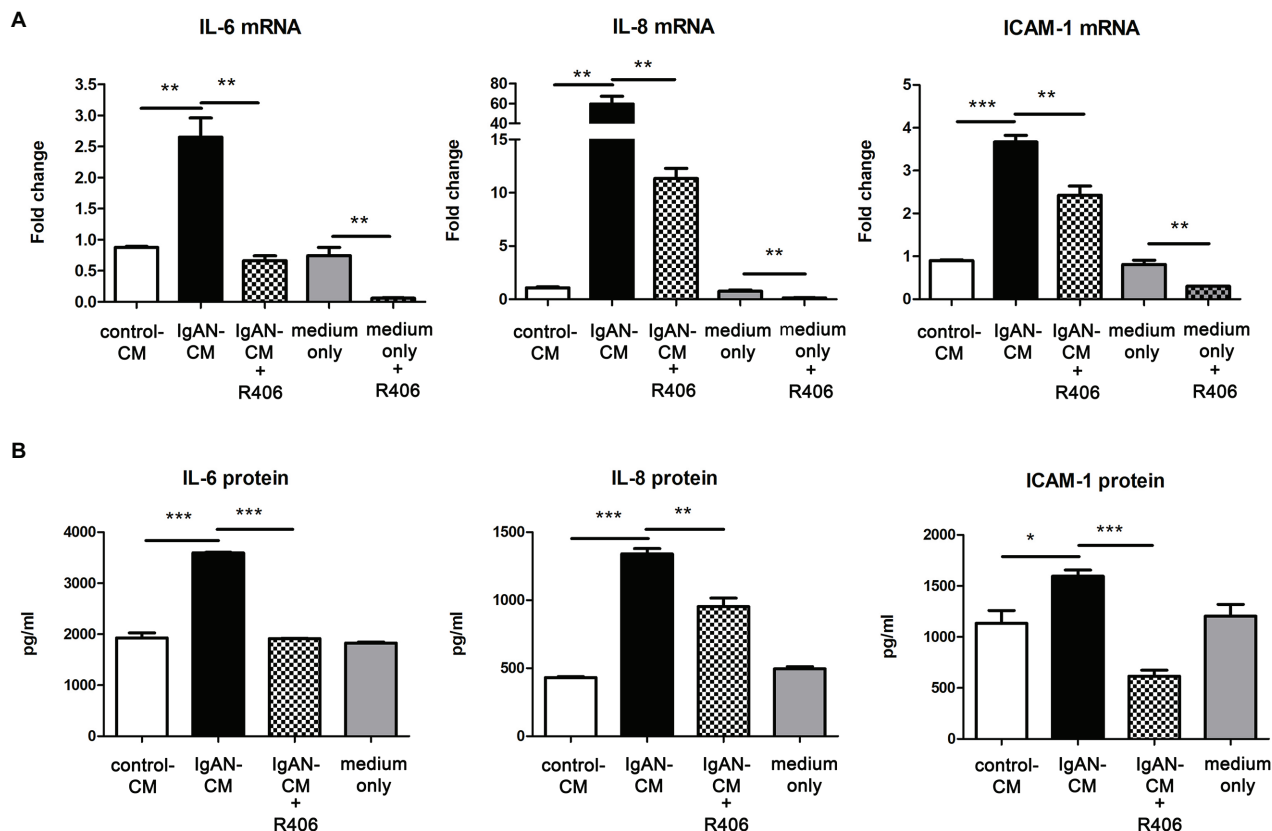 A
IL-6 mRNA
IL-8 mRNA
ICAM-1 mRNA
Fold change
3.5
3.0
2.5
2.0
1.5
1.0
0.5
0.0
** ** **
control-CM
IgAN-CM
IgAN-CM + R406
medium only
medium only + R406
Fold change
80
60
40
15
10
5
0
** ** **
control-CM
IgAN-CM
IgAN-CM + R406
medium only
medium only + R406
Fold change
5
4
3
2
1
0
*** ** **
control-CM
IgAN-CM
IgAN-CM + R406
medium only
medium only + R406
B
IL-6 protein
IL-8 protein
ICAM-1 protein
pg/ml
4000
3000
2000
1000
0
*** ***
control-CM
IgAN-CM
IgAN-CM + R406
medium only
pg/ml
1500
1000
500
0
*** **
control-CM
IgAN-CM
IgAN-CM + R406
medium only
pg/ml
2000
1500
1000
500
0
* ***
control-CM
IgAN-CM
IgAN-CM + R406
medium only